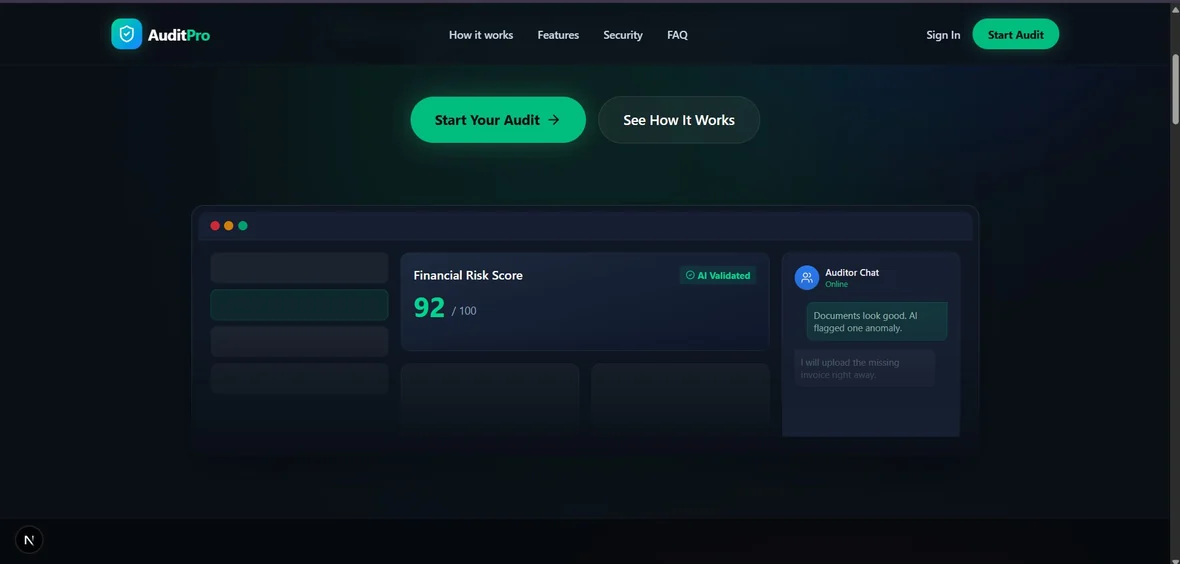 AuditPro
How it works
Features
Security
FAQ
Sign In
Start Audit
Start Your Audit →
See How It Works
Financial Risk Score
AI Validated
92 / 100
Auditor Chat
Online
Documents look good. AI
flagged one anomaly.
I will upload the missing
invoice right away.
N